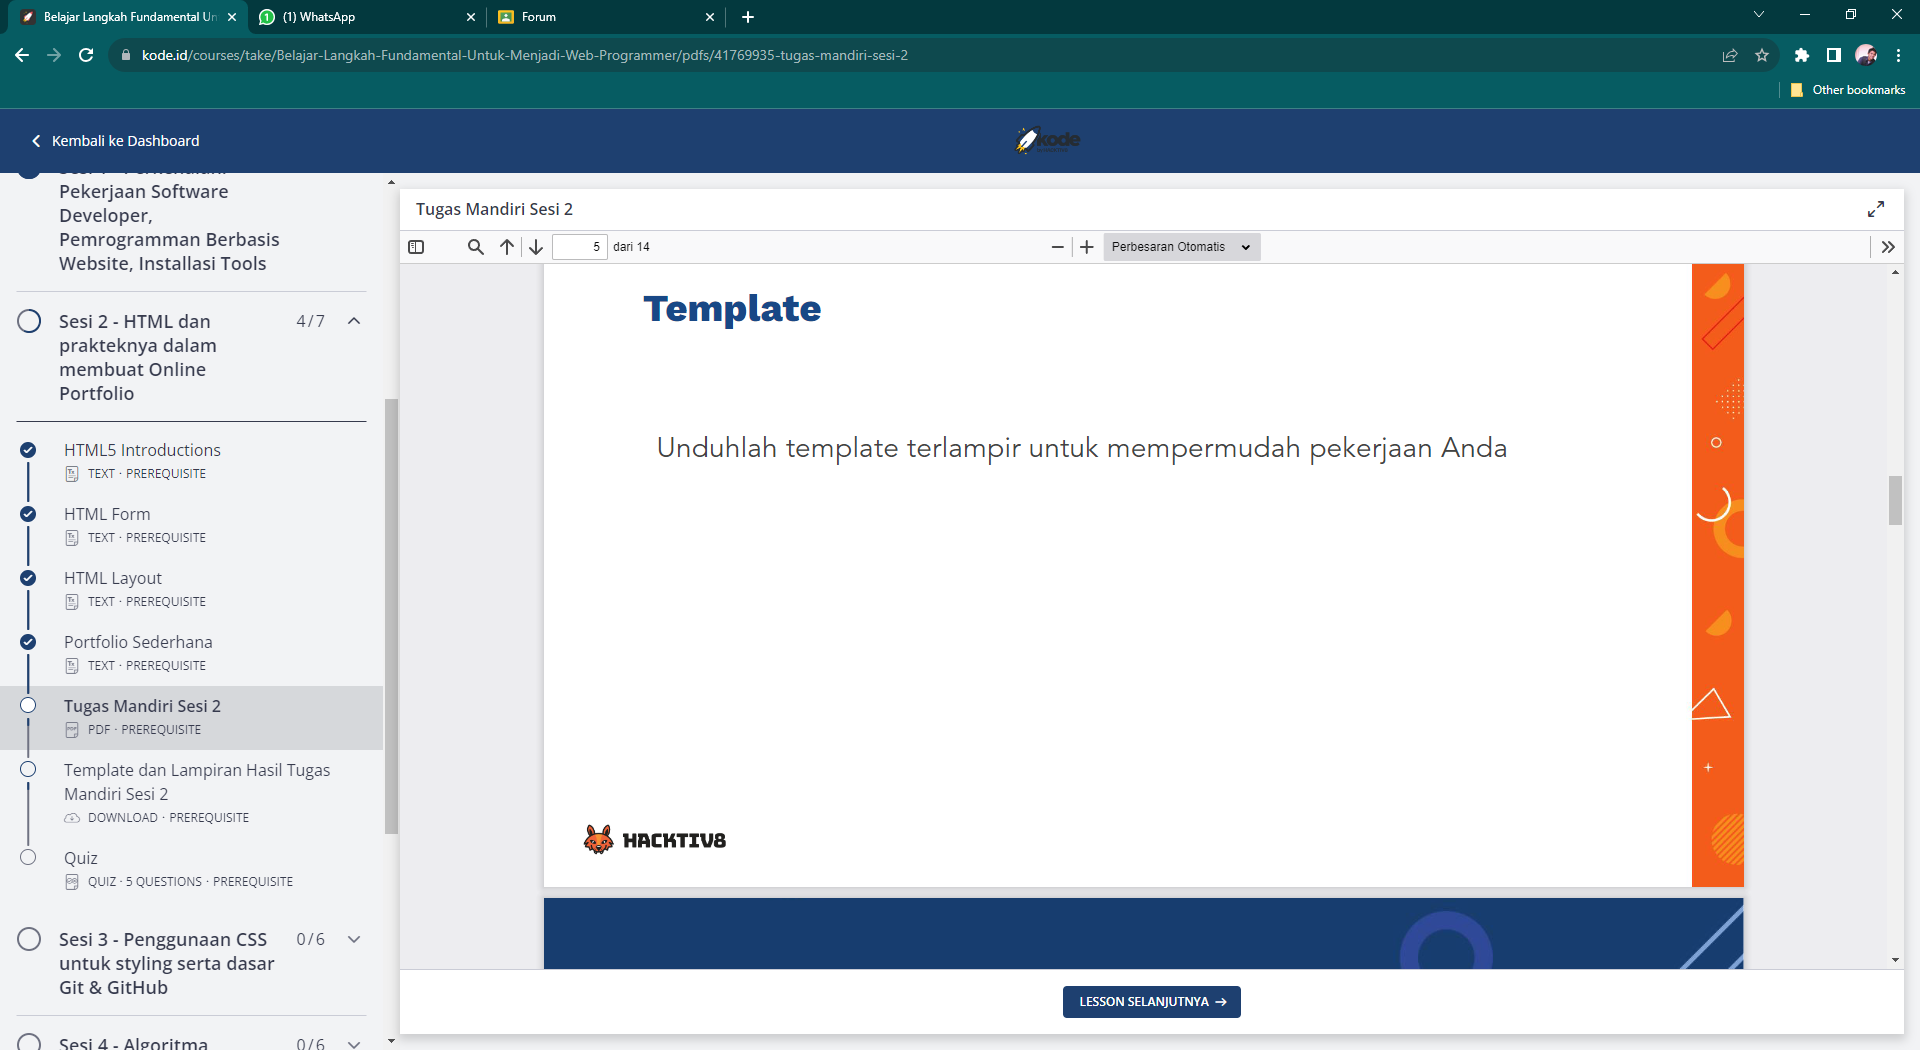 Belajar Langkah Fundamental Un
(1) WhatsApp
Forum
kode.id/courses/take/Belajar-Langkah-Fundamental-Untuk-Menjadi-Web-Programmer/pdfs/41769935-tugas-mandiri-sesi-2
Other bookmarks
Kembali ke Dashboard
kode
Pekerjaan Software
Developer,
Pemrogramman Berbasis
Website, Installasi Tools
Sesi 2 - HTML dan
prakteknya dalam
membuat Online
Portfolio
4/7
HTML5 Introductions
TEXT · PREREQUISITE
HTML Form
TEXT · PREREQUISITE
HTML Layout
TEXT · PREREQUISITE
Portfolio Sederhana
TEXT · PREREQUISITE
Tugas Mandiri Sesi 2
PDF · PREREQUISITE
Template dan Lampiran Hasil Tugas
Mandiri Sesi 2
DOWNLOAD · PREREQUISITE
Quiz
QUIZ · 5 QUESTIONS · PREREQUISITE
Sesi 3 - Penggunaan CSS
untuk styling serta dasar
Git & GitHub
0/6
Sesi 4 - Algoritma
0/6
Tugas Mandiri Sesi 2
5 dari 14
Perbesaran Otomatis
Template
Unduhlah template terlampir untuk mempermudah pekerjaan Anda
HACKTIV8
LESSON SELANJUTNYA →